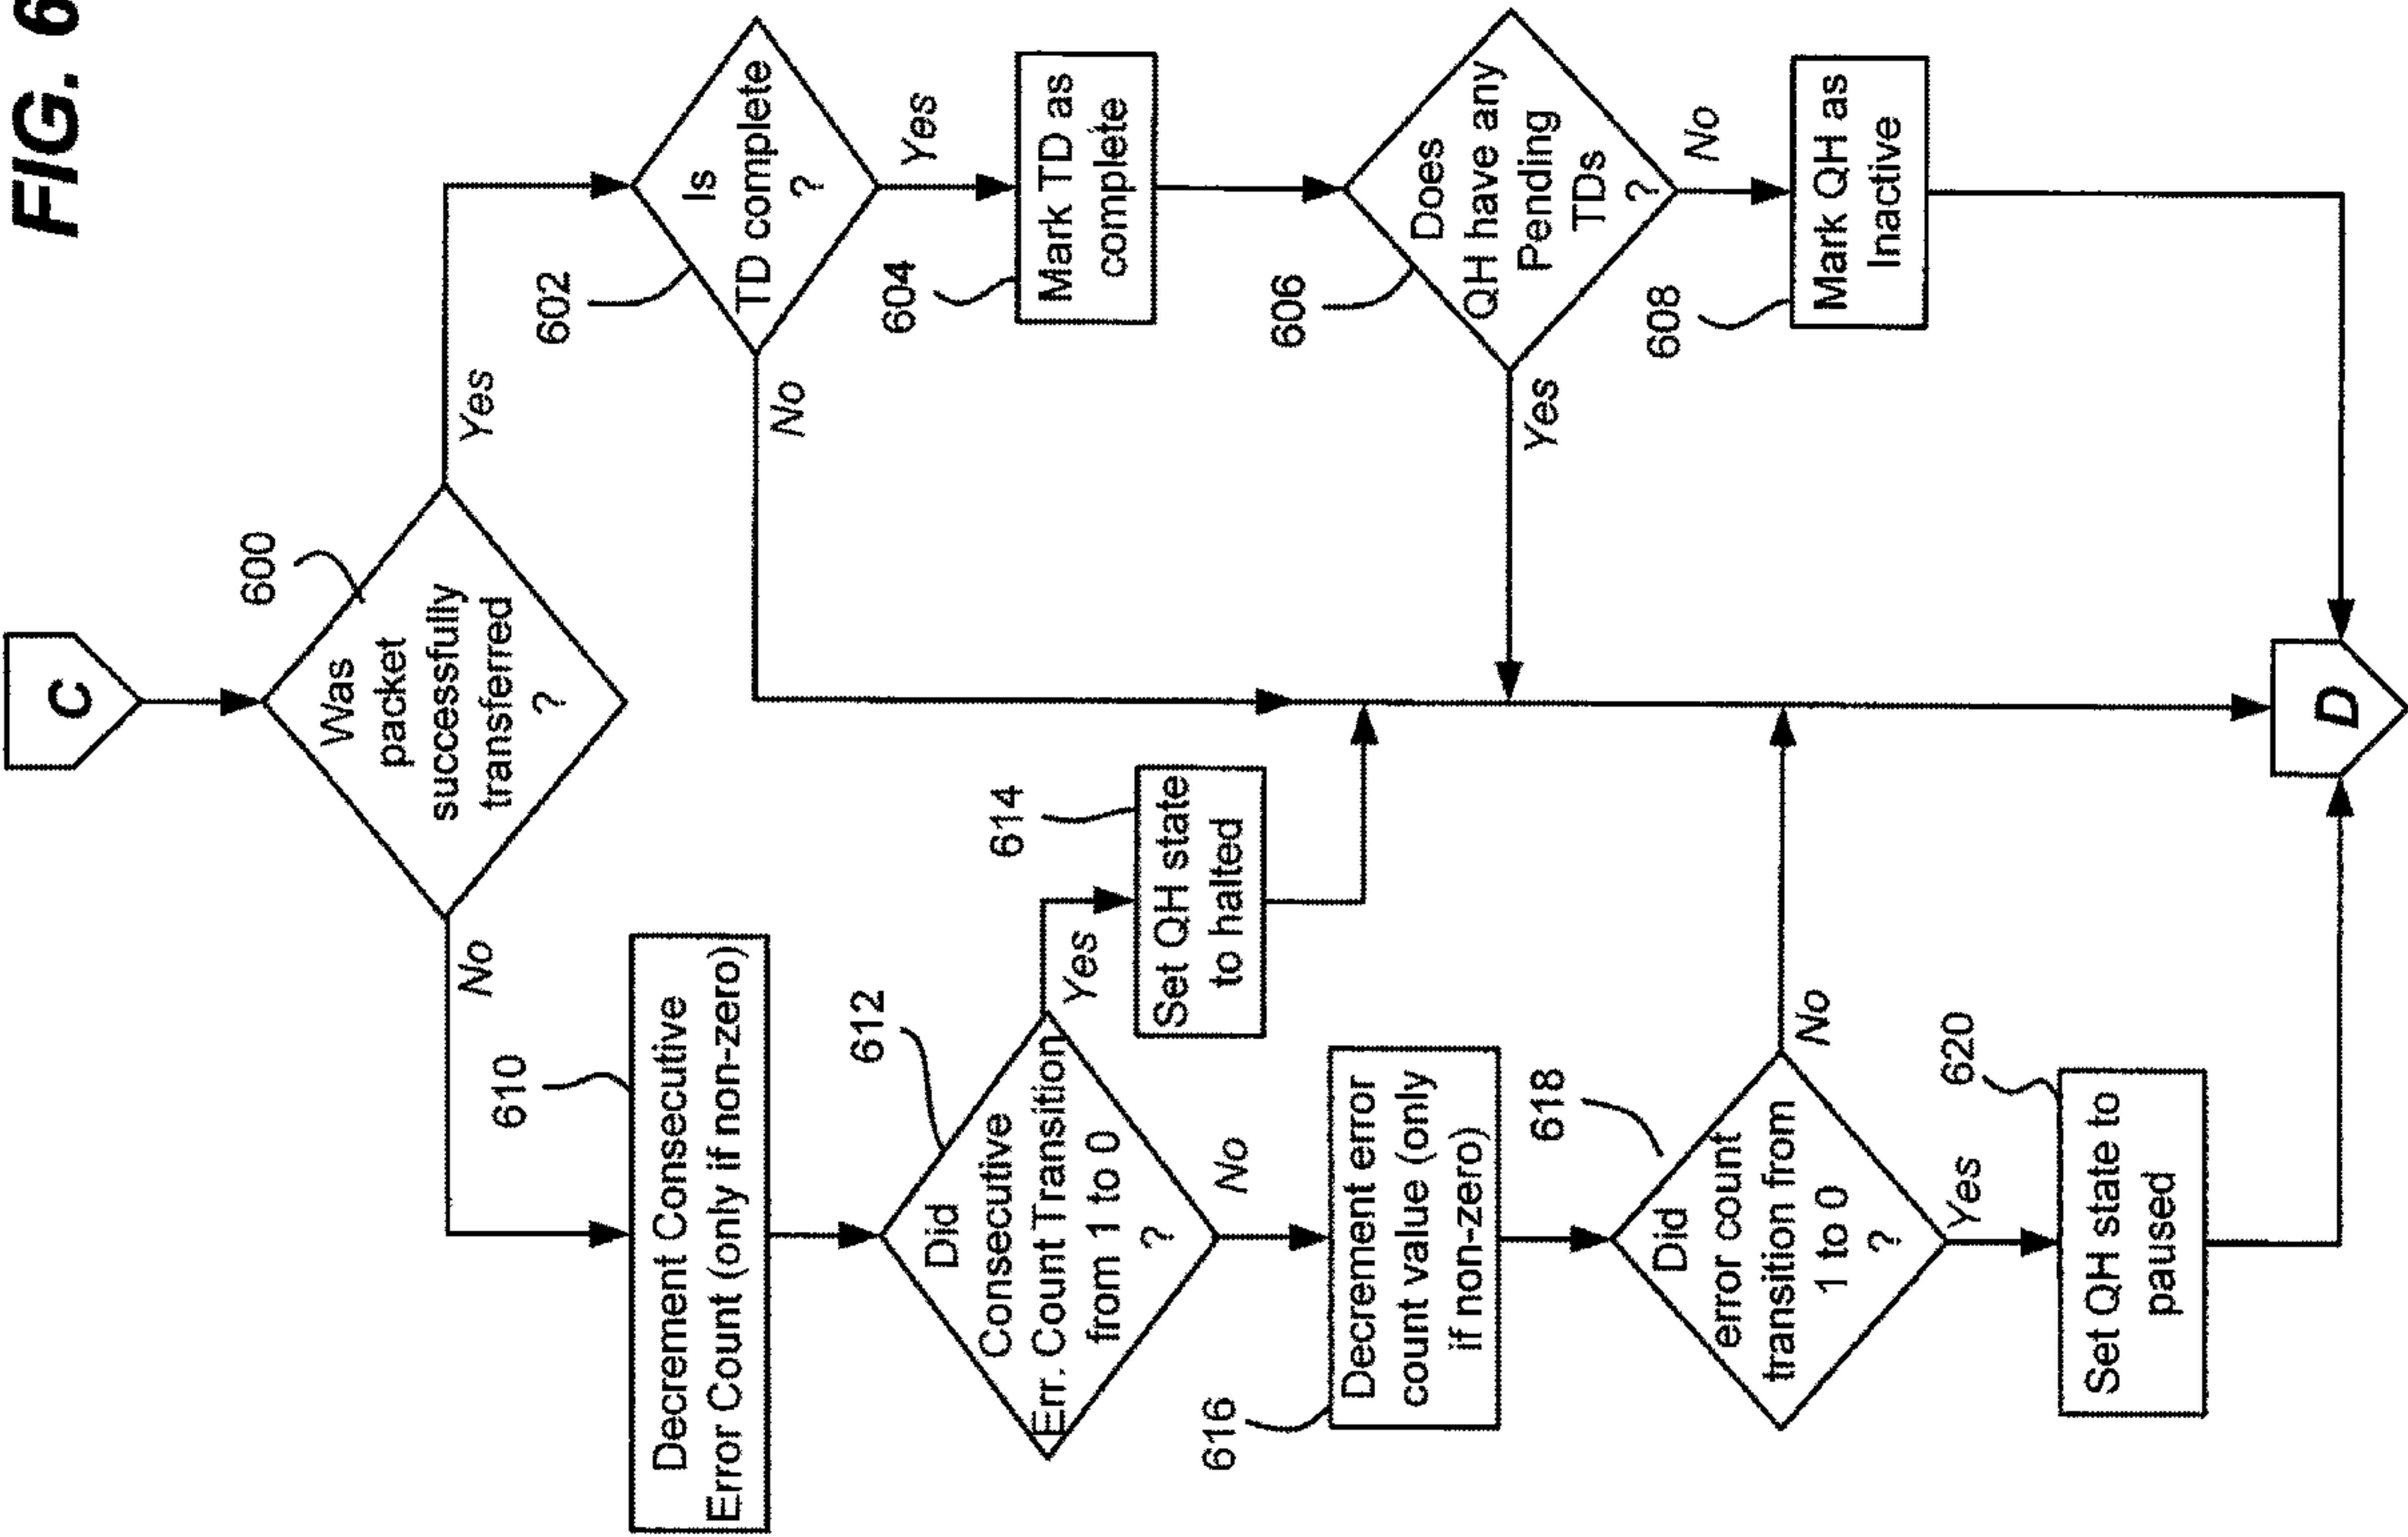 FIG. 6
C
600
Was
packet
successfully
transferred
?
Yes
No
602
Is
TD complete
?
Yes
No
604
Mark TD as
complete
606
Does
QH have any
Pending
TDs
?
Yes
No
608
Mark QH as
Inactive
610
Decrement Consecutive
Error Count (only if non-zero)
612
Did
Consecutive
Err. Count Transition
from 1 to 0
?
Yes
No
614
Set QH state
to halted
616
Decrement error
count value (only
if non-zero)
618
Did
error count
transition from
1 to 0
?
No
Yes
620
Set QH state to
paused
D